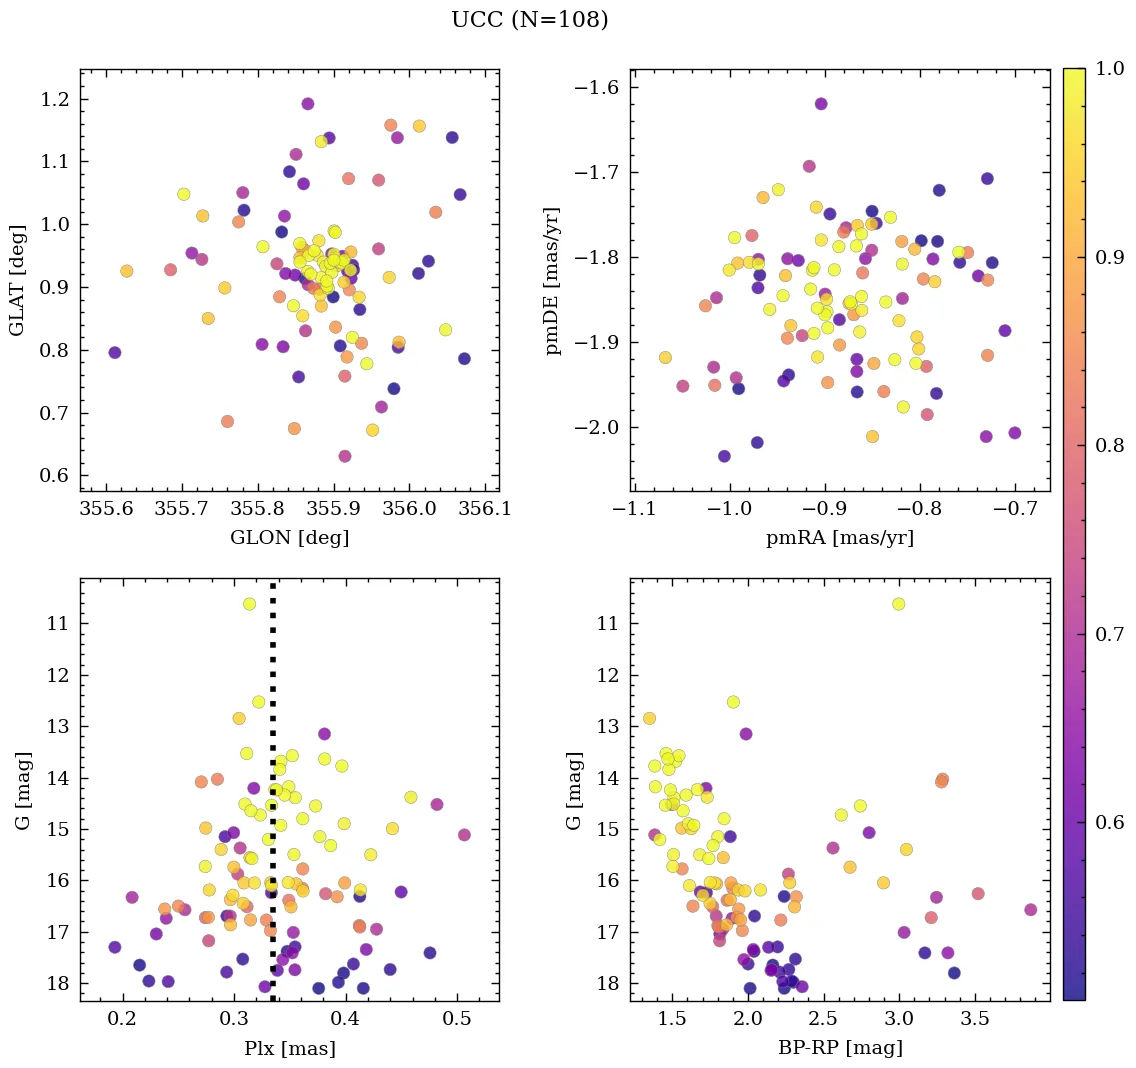 UCC (N=108)
1.2
1.1
1.0
0.9
0.8
0.7
0.6
GLAT [deg]
355.6 355.7 355.8 355.9 356.0 356.1
GLON [deg]
−1.6
−1.7
−1.8
−1.9
−2.0
pmDE [mas/yr]
−1.1 −1.0 −0.9 −0.8 −0.7
pmRA [mas/yr]
11
12
13
14
15
16
17
18
G [mag]
0.2 0.3 0.4 0.5
Plx [mas]
11
12
13
14
15
16
17
18
G [mag]
1.5 2.0 2.5 3.0 3.5
BP-RP [mag]
1.0
0.9
0.8
0.7
0.6